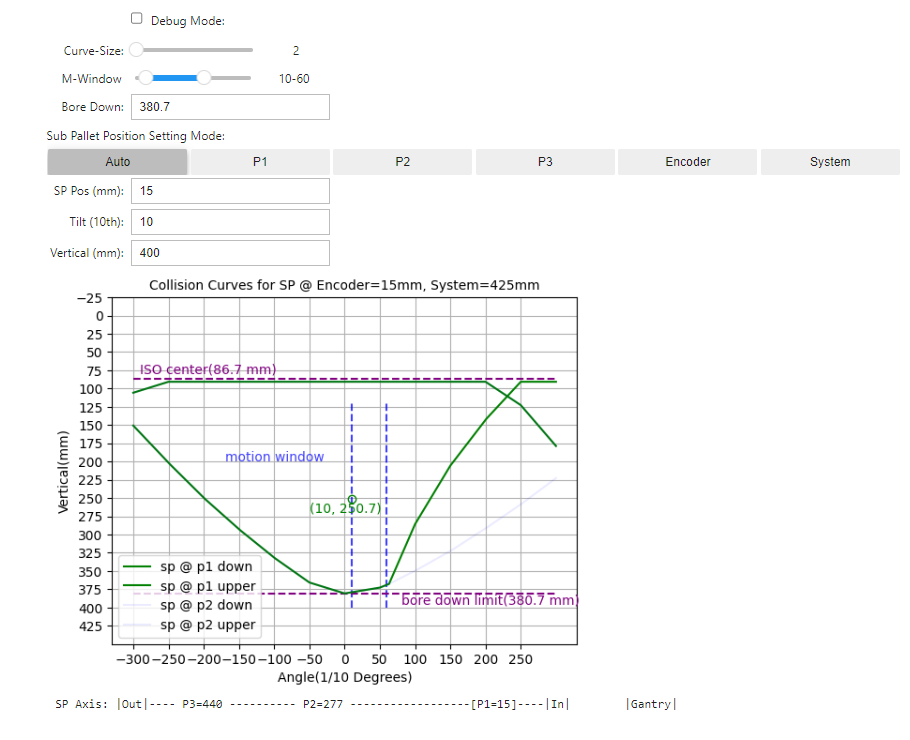 Debug Mode:
Curve-Size: 2
M-Window 10-60
Bore Down: 380.7
Sub Pallet Position Setting Mode:
Auto P1 P2 P3 Encoder System
SP Pos (mm): 15
Tilt (10th): 10
Vertical (mm): 400
Collision Curves for SP @ Encoder=15mm, System=425mm
−25
0
25
50
ISO center(86.7 mm)
75
100
125
150
175
motion window
200
225
250
(10, 250.7)
275
300
325
350
375
400
425
Vertical(mm)
sp @ p1 down
sp @ p1 upper
sp @ p2 down
sp @ p2 upper
bore down limit(380.7 mm)
−300 −250 −200 −150 −100 −50 0 50 100 150 200 250
Angle(1/10 Degrees)
SP Axis: |Out|---- P3=440 ---------- P2=277 ------------------[P1=15]----|In| |Gantry|